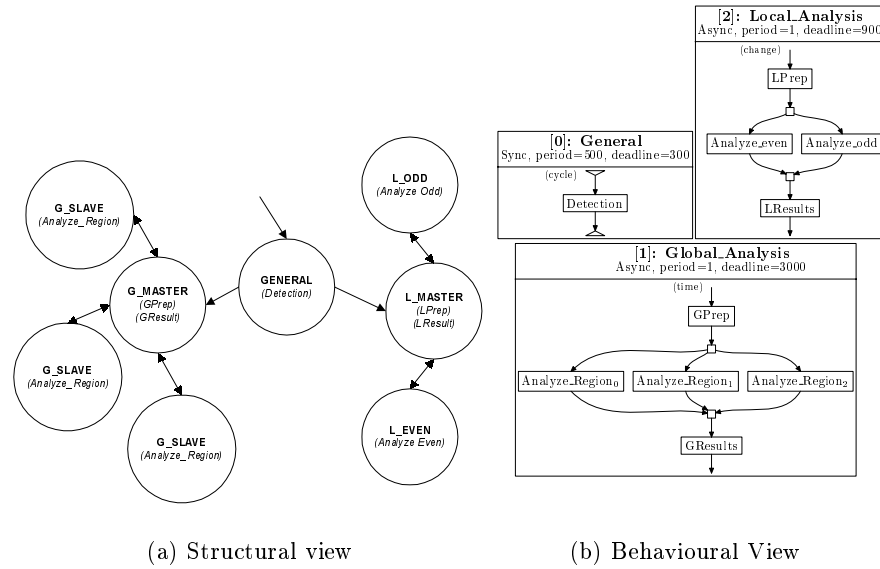 G_SLAVE
(Analyze_Region)
G_MASTER
(GPrep)
(GResult)
G_SLAVE
(Analyze_Region)
G_SLAVE
(Analyze_Region)
GENERAL
(Detection)
L_ODD
(Analyze Odd)
L_MASTER
(LPrep)
(LResult)
L_EVEN
(Analyze Even)
(a) Structural view
[0]: General
Sync, period=500, deadline=300
(cycle)
Detection
[2]: Local_Analysis
Async, period=1, deadline=900
(change)
LPrep
Analyze_even
Analyze_odd
LResults
[1]: Global_Analysis
Async, period=1, deadline=3000
(time)
GPrep
Analyze_Region₀
Analyze_Region₁
Analyze_Region₂
GResults
(b) Behavioural View